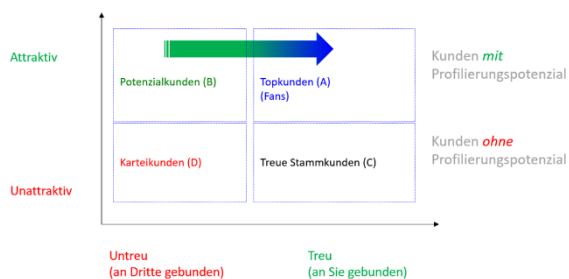 Attraktiv
Potenzialkunden (B)
Topkunden (A)
(Fans)
Kunden mit
Profilierungspotenzial
Karteikunden (D)
Treue Stammkunden (C)
Kunden ohne
Profilierungspotenzial
Unattraktiv
Untreu
(an Dritte gebunden)
Treu
(an Sie gebunden)